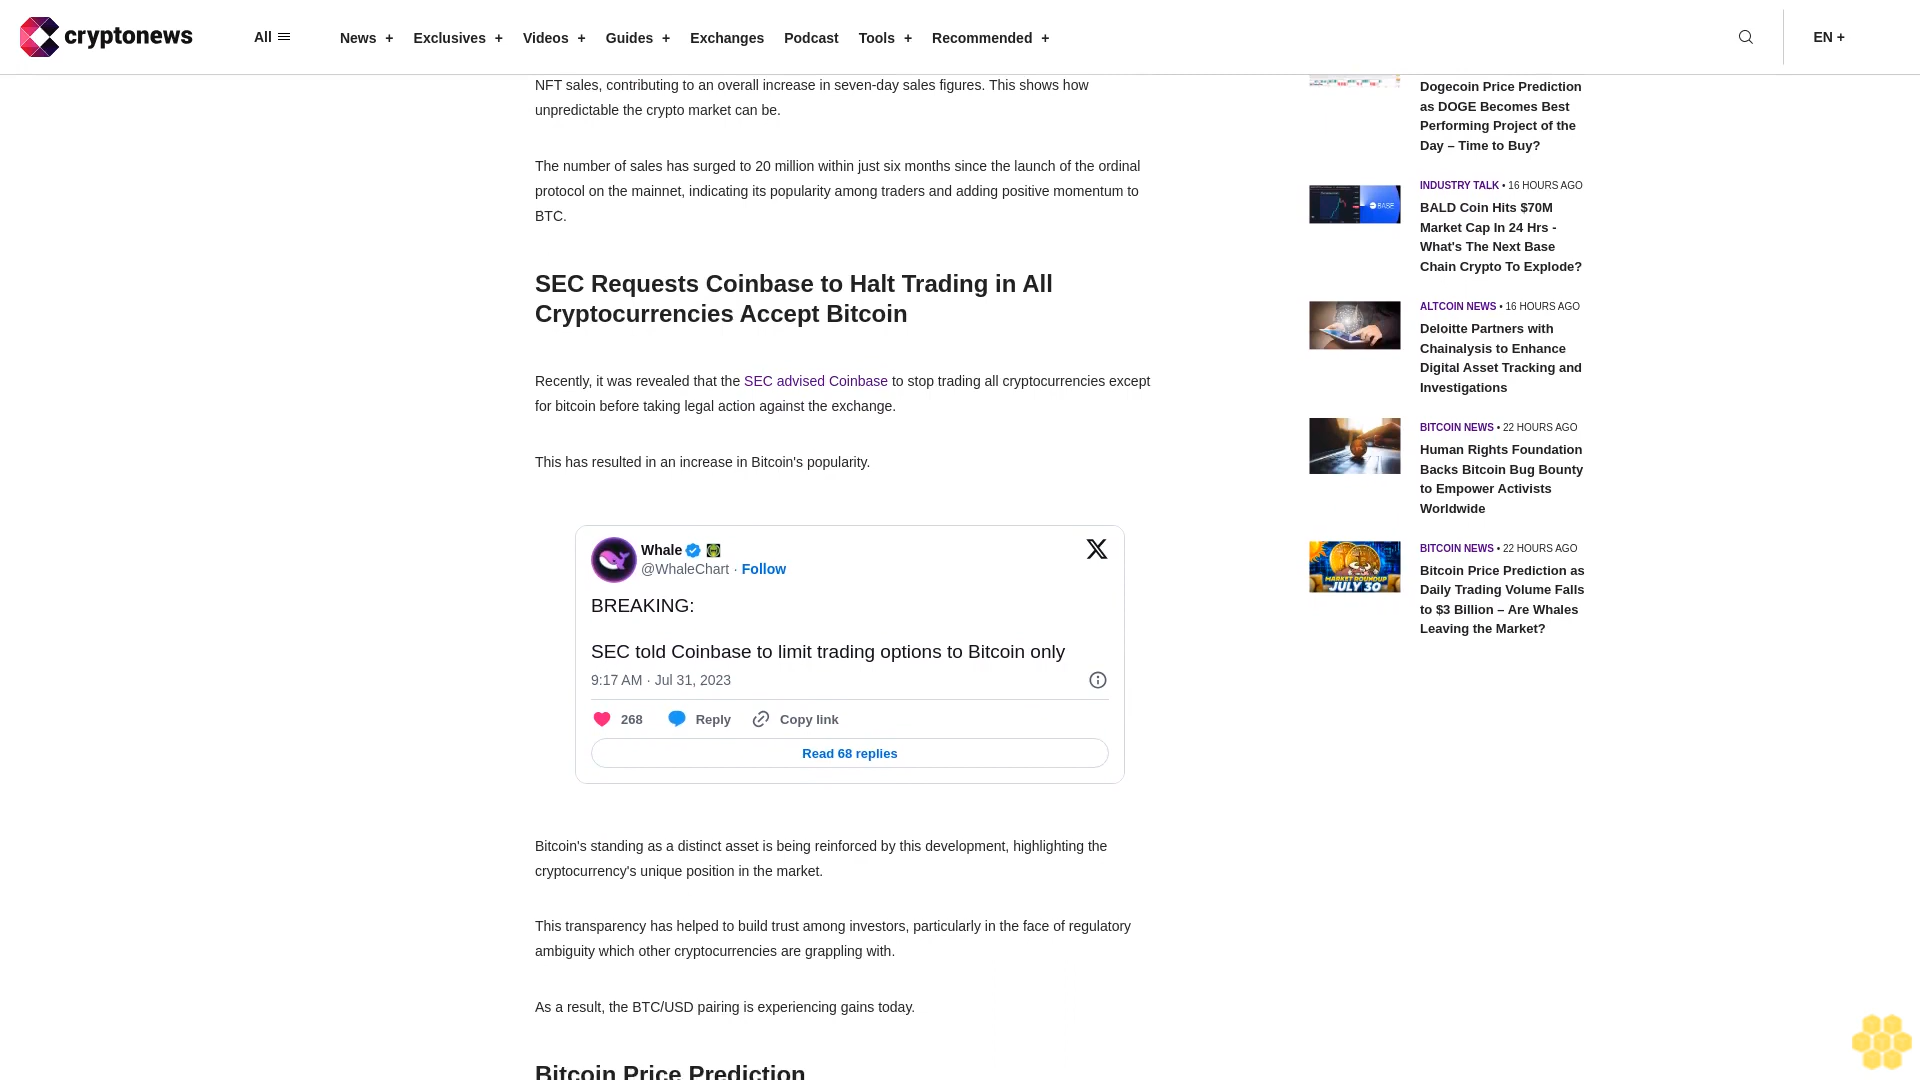 cryptonews
All
News +
Exclusives +
Videos +
Guides +
Exchanges
Podcast
Tools +
Recommended +
EN +
NFT sales, contributing to an overall increase in seven-day sales figures. This shows how
unpredictable the crypto market can be.
The number of sales has surged to 20 million within just six months since the launch of the ordinal
protocol on the mainnet, indicating its popularity among traders and adding positive momentum to
BTC.
SEC Requests Coinbase to Halt Trading in All
Cryptocurrencies Accept Bitcoin
Recently, it was revealed that the SEC advised Coinbase to stop trading all cryptocurrencies except
for bitcoin before taking legal action against the exchange.
This has resulted in an increase in Bitcoin's popularity.
Whale
@WhaleChart · Follow
BREAKING:
SEC told Coinbase to limit trading options to Bitcoin only
9:17 AM · Jul 31, 2023
268
Reply
Copy link
Read 68 replies
Bitcoin's standing as a distinct asset is being reinforced by this development, highlighting the
cryptocurrency's unique position in the market.
This transparency has helped to build trust among investors, particularly in the face of regulatory
ambiguity which other cryptocurrencies are grappling with.
As a result, the BTC/USD pairing is experiencing gains today.
Bitcoin Price Prediction
Dogecoin Price Prediction
as DOGE Becomes Best
Performing Project of the
Day – Time to Buy?
BASE
INDUSTRY TALK • 16 HOURS AGO
BALD Coin Hits $70M
Market Cap In 24 Hrs -
What's The Next Base
Chain Crypto To Explode?
ALTCOIN NEWS • 16 HOURS AGO
Deloitte Partners with
Chainalysis to Enhance
Digital Asset Tracking and
Investigations
BITCOIN NEWS • 22 HOURS AGO
Human Rights Foundation
Backs Bitcoin Bug Bounty
to Empower Activists
Worldwide
MARKET ROUNDUP
JULY 30
BITCOIN NEWS • 22 HOURS AGO
Bitcoin Price Prediction as
Daily Trading Volume Falls
to $3 Billion – Are Whales
Leaving the Market?